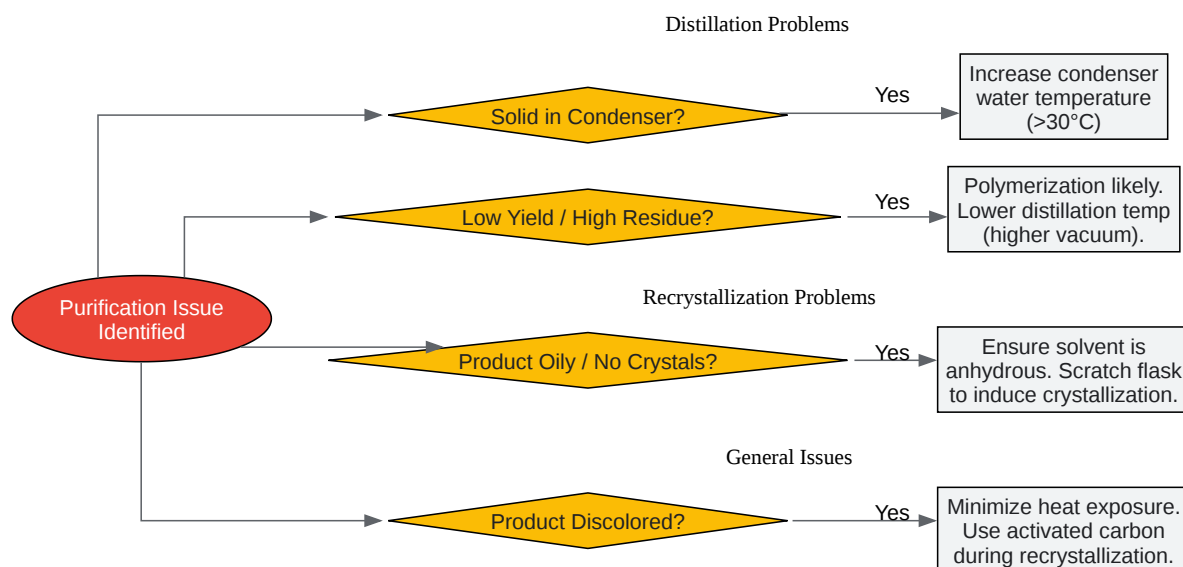 Distillation Problems
Solid in Condenser?
Yes
Increase condenser
water temperature
(>30°C)
Low Yield / High Residue?
Yes
Polymerization likely.
Lower distillation temp
(higher vacuum).
Purification Issue
Identified
Recrystallization Problems
Product Oily / No Crystals?
Yes
Ensure solvent is
anhydrous. Scratch flask
to induce crystallization.
General Issues
Product Discolored?
Yes
Minimize heat exposure.
Use activated carbon
during recrystallization.